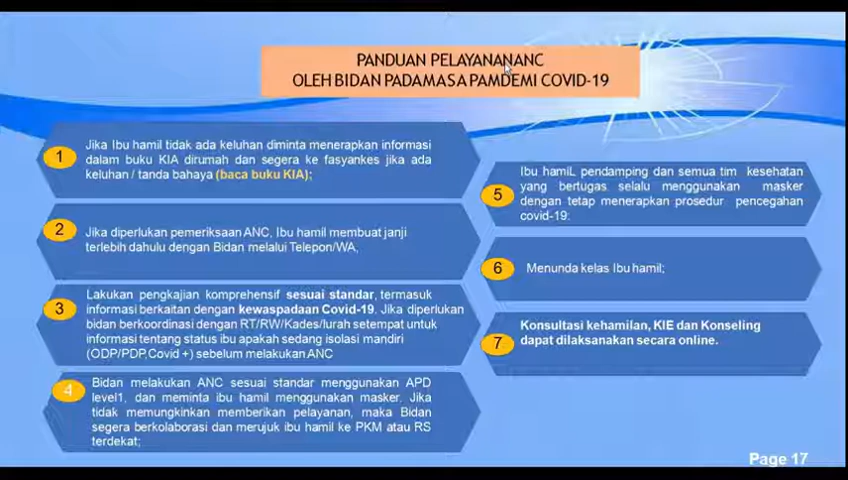 PANDUAN PELAYANANANC
OLEH BIDAN PADAMASA PAMDEMI COVID-19
1
Jika Ibu hamil tidak ada keluhan diminta menerapkan informasi
dalam buku KIA dirumah dan segera ke fasyankes jika ada
keluhan / tanda bahaya (baca buku KIA);
2
Jika diperlukan pemeriksaan ANC, Ibu hamil membuat janji
terlebih dahulu dengan Bidan melalui Telepon/WA,
3
Lakukan pengkajian komprehensif sesuai standar, termasuk
informasi berkaitan dengan kewaspadaan Covid-19. Jika diperlukan
bidan berkoordinasi dengan RT/RW/Kades/lurah setempat untuk
informasi tentang status ibu apakah sedang isolasi mandiri
(ODP/PDP,Covid +) sebelum melakukan ANC
4
Bidan melakukan ANC sesuai standar menggunakan APD
level1, dan meminta ibu hamil menggunakan masker. Jika
tidak memungkinkan memberikan pelayanan, maka Bidan
segera berkolaborasi dan merujuk ibu hamil ke PKM atau RS
terdekat;
5
Ibu hamiL pendamping dan semua tim kesehatan
yang bertugas selalu menggunakan masker
dengan tetap menerapkan prosedur pencegahan
covid-19.
6
Menunda kelas Ibu hamil;
7
Konsultasi kehamilan, KIE dan Konseling
dapat dilaksanakan secara online.
Page 17